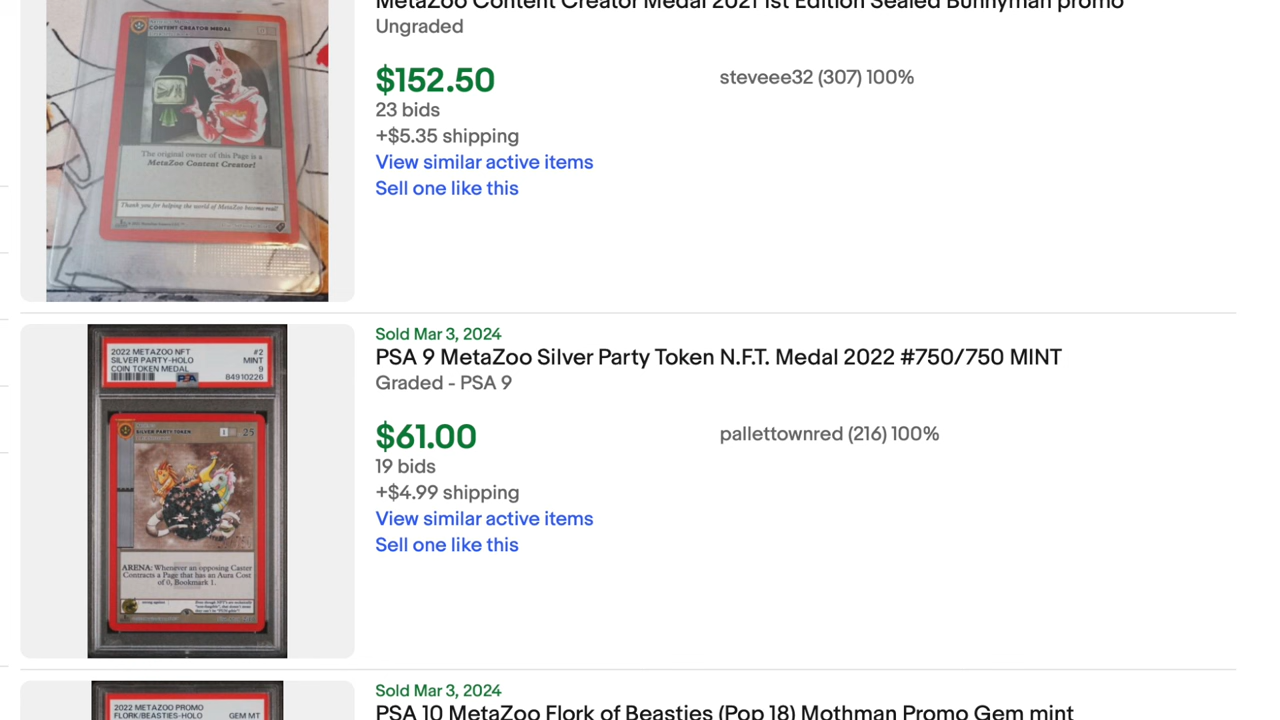 MetaZoo Content Creator Medal 2021 1st Edition Sealed Bunnyman promo
Ungraded
$152.50
steveee32 (307) 100%
23 bids
+$5.35 shipping
View similar active items
Sell one like this
CONTENT CREATOR MEDAL
The original owner of this Page is a
MetaZoo Content Creator!
Thank you for helping the world of MetaZoo become real!
Sold Mar 3, 2024
PSA 9 MetaZoo Silver Party Token N.F.T. Medal 2022 #750/750 MINT
Graded - PSA 9
$61.00
pallettownred (216) 100%
19 bids
+$4.99 shipping
View similar active items
Sell one like this
2022 METAZOO NFT #2
SILVER PARTY-HOLO MINT
COIN TOKEN MEDAL 9
PSA 84910226
SILVER PARTY TOKEN 25
ARENA: Whenever an opposing Caster
Contracts a Page that has an Aura Cost
of 0, Bookmark 1.
Sold Mar 3, 2024
PSA 10 MetaZoo Flork of Beasties (Pop 18) Mothman Promo Gem mint
2022 METAZOO PROMO
FLORK/BEASTIES-HOLO GEM MT